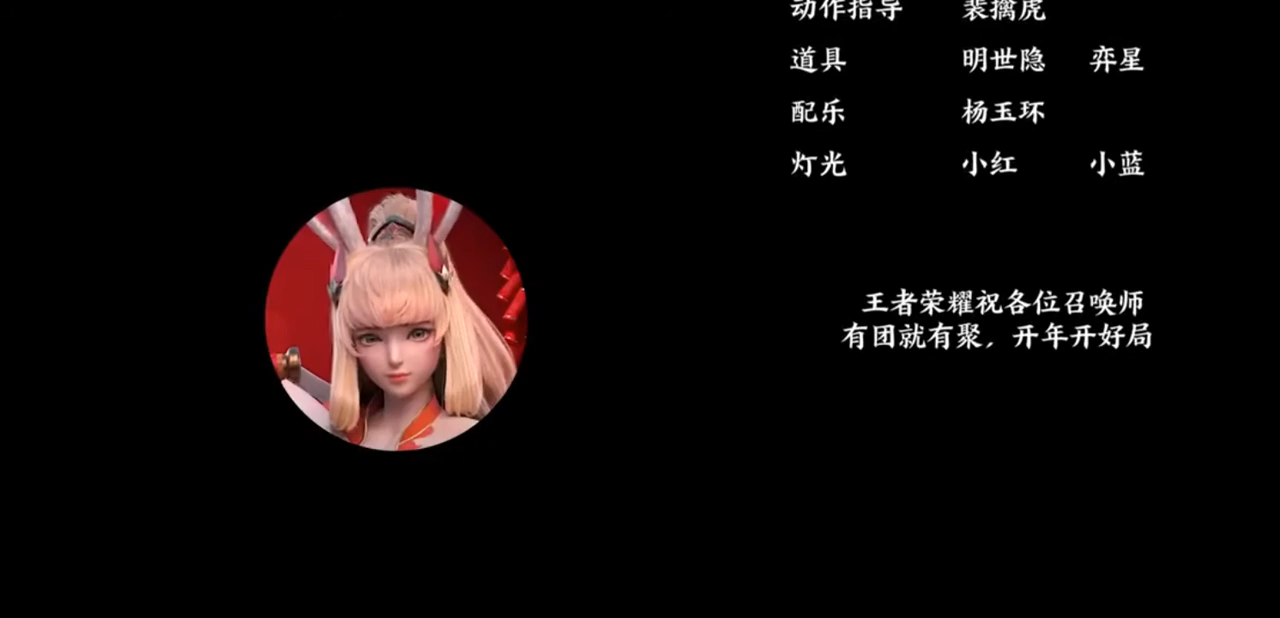 动作指导 裴擒虎
道具 明世隐 弈星
配乐 杨玉环
灯光 小红 小蓝
王者荣耀祝各位召唤师
有团就有聚，开年开好局